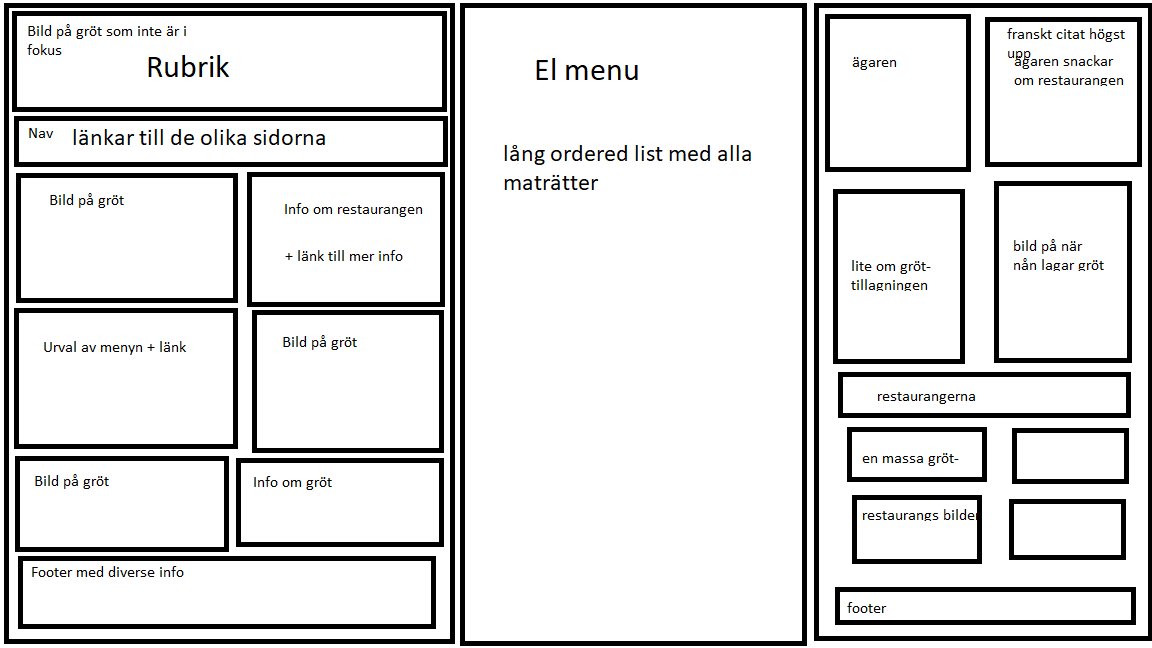 Bild på gröt som inte är i
fokus
Rubrik
Nav
länkar till de olika sidorna
Bild på gröt
Info om restaurangen
+ länk till mer info
Urval av menyn + länk
Bild på gröt
Bild på gröt
Info om gröt
Footer med diverse info
El menu
lång ordered list med alla
maträtter
ägaren
franskt citat högst
upp
ägaren snackar
om restaurangen
lite om gröt-
tillagningen
bild på när
nån lagar gröt
restaurangerna
en massa gröt-
restaurangs bilder
footer